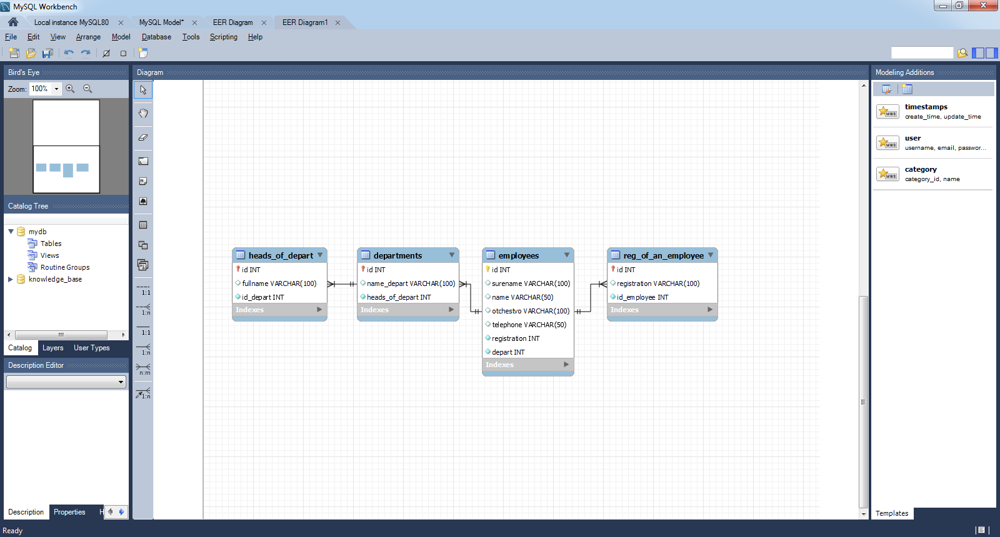 MySQL Workbench
Local instance MySQL80
MySQL Model*
EER Diagram
EER Diagram1
File Edit View Arrange Model Database Tools Scripting Help
Bird's Eye
Zoom: 100%
Catalog Tree
mydb
Tables
Views
Routine Groups
knowledge_base
Catalog Layers User Types
Description Editor
Description Properties H
Diagram
1:1
1:n
1:1
1:n
n:m
1:n
heads_of_depart
id INT
fullname VARCHAR(100)
id_depart INT
Indexes
departments
id INT
name_depart VARCHAR(100)
heads_of_depart INT
Indexes
employees
id INT
surename VARCHAR(100)
name VARCHAR(50)
otchestvo VARCHAR(100)
telephone VARCHAR(50)
registration INT
depart INT
Indexes
reg_of_an_employee
id INT
registration VARCHAR(100)
id_employee INT
Indexes
Modeling Additions
MWB
timestamps
create_time, update_time
MWB
user
username, email, passwor...
MWB
category
category_id, name
Templates
Ready